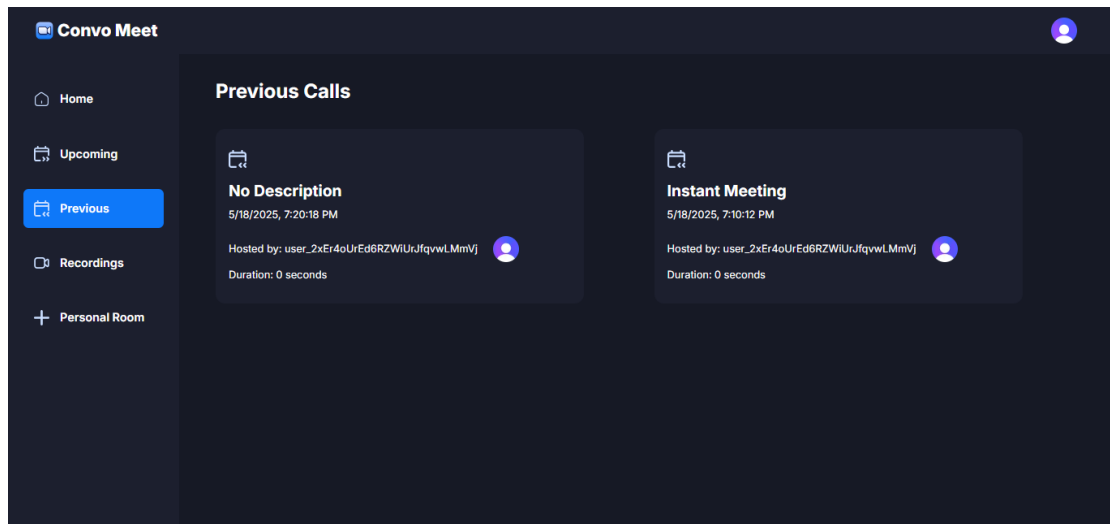 Convo Meet
Home
Upcoming
Previous
Recordings
Personal Room
Previous Calls
No Description
5/18/2025, 7:20:18 PM
Hosted by: user_2xEr4oUrEd6RZWiUrJfqvwLMmVj
Duration: 0 seconds
Instant Meeting
5/18/2025, 7:10:12 PM
Hosted by: user_2xEr4oUrEd6RZWiUrJfqvwLMmVj
Duration: 0 seconds